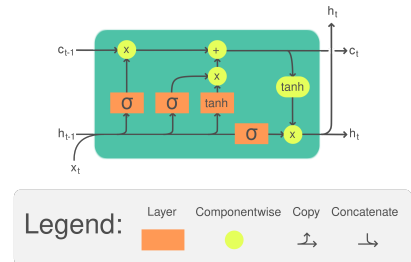 h_t
c_t-1 x + c_t
x
σ σ tanh tanh
h_t-1 σ x h_t
x_t
Legend: Layer Componentwise Copy Concatenate